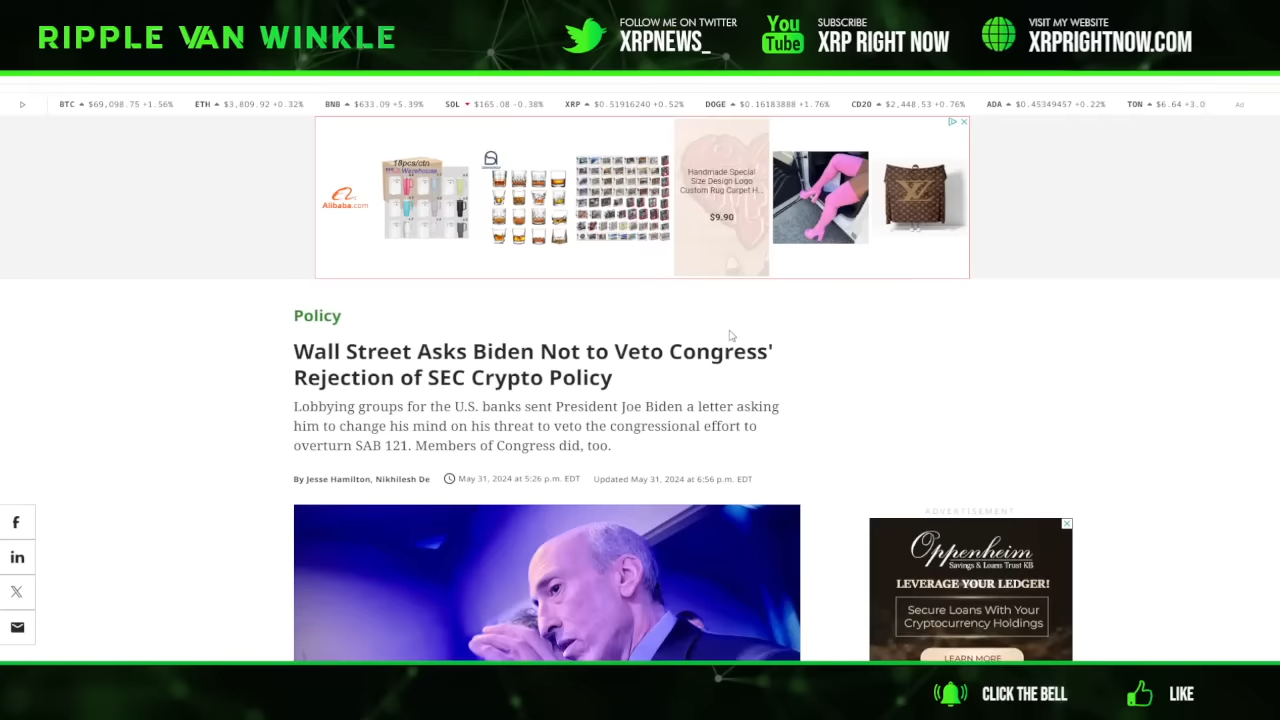 RIPPLE VAN WINKLE
FOLLOW ME ON TWITTER
XRPNEWS_
You
Tube
SUBSCRIBE
XRP RIGHT NOW
VISIT MY WEBSITE
XRPRIGHTNOW.COM
BTC $69,098.75 +1.56% ETH $3,809.92 +0.32% BNB $633.09 +5.39% SOL $165.08 -0.38% XRP $0.51916240 +0.52% DOGE $0.16183888 +1.76% CD20 $2,448.53 +0.76% ADA $0.45349457 +0.22% TON $6.64 +3.0
Ad
Alibaba.com
18pcs/ctn
Warehouse
Handmade Special
Size Design Logo
Custom Rug Carpet H...
$9.90
Policy
Wall Street Asks Biden Not to Veto Congress'
Rejection of SEC Crypto Policy
Lobbying groups for the U.S. banks sent President Joe Biden a letter asking
him to change his mind on his threat to veto the congressional effort to
overturn SAB 121. Members of Congress did, too.
By Jesse Hamilton, Nikhilesh De May 31, 2024 at 5:26 p.m. EDT Updated May 31, 2024 at 6:56 p.m. EDT
ADVERTISEMENT
Oppenheim
Savings & Loans Trust KB
LEVERAGE YOUR LEDGER!
Secure Loans With Your
Cryptocurrency Holdings
LEARN MORE
CLICK THE BELL
LIKE